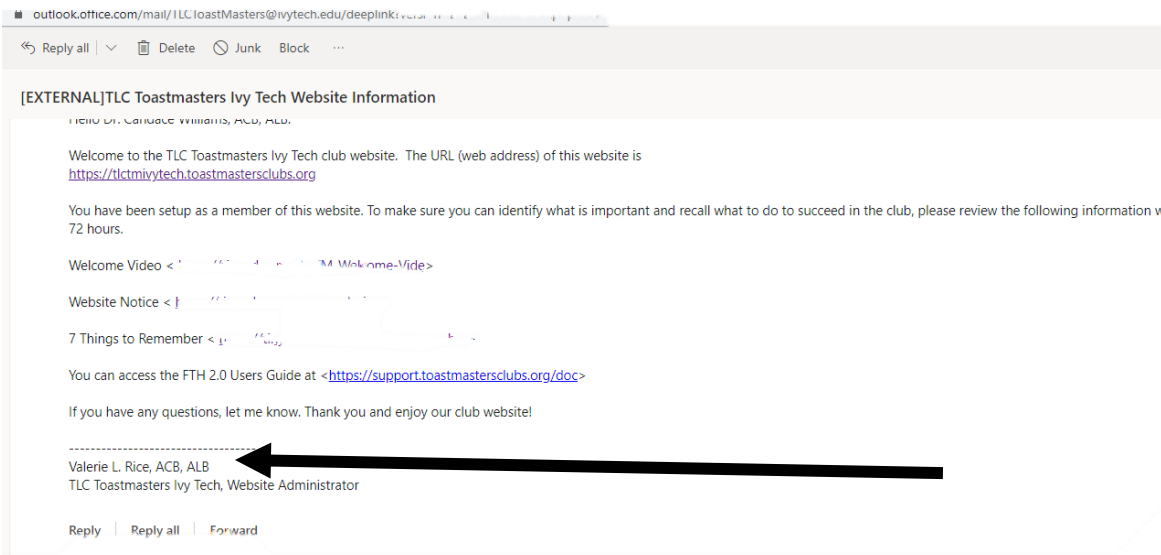 outlook.office.com/mail/TLCToastMasters@ivytech.edu/deeplink?
Reply all Delete Junk Block ...
[EXTERNAL]TLC Toastmasters Ivy Tech Website Information
Hello Dr. Candace Williams, ACB, ALB:
Welcome to the TLC Toastmasters Ivy Tech club website. The URL (web address) of this website is
https://tlctmivytech.toastmastersclubs.org
You have been setup as a member of this website. To make sure you can identify what is important and recall what to do to succeed in the club, please review the following information
72 hours.
Welcome Video <
Website Notice <
7 Things to Remember <
You can access the FTH 2.0 Users Guide at <https://support.toastmastersclubs.org/doc>
If you have any questions, let me know. Thank you and enjoy our club website!
-----------------------------------
Valerie L. Rice, ACB, ALB
TLC Toastmasters Ivy Tech, Website Administrator
Reply Reply all Forward